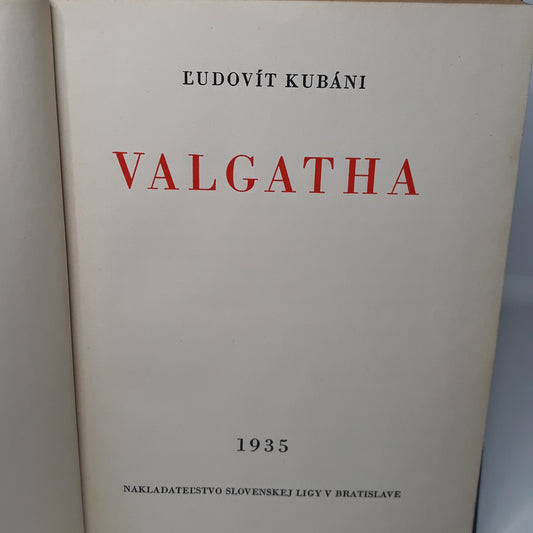 ĽUDOVÍT KUBÁNI
VALGATHA
1935
NAKLADATEĽSTVO SLOVENSKEJ LIGY V BRATISLAVE